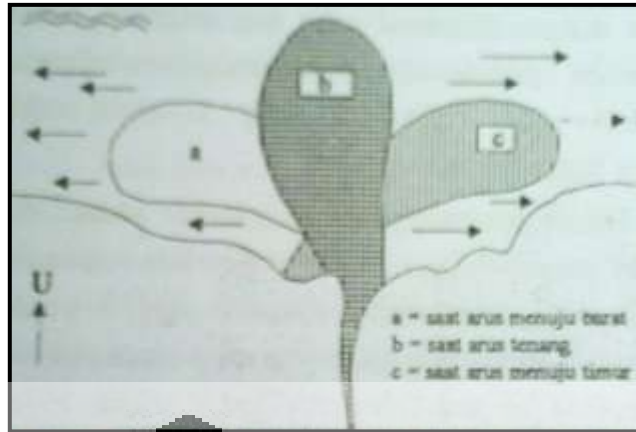 b
a
c
U
a = saat arus menuju barat
b = saat arus tenang
c = saat arus menuju timur